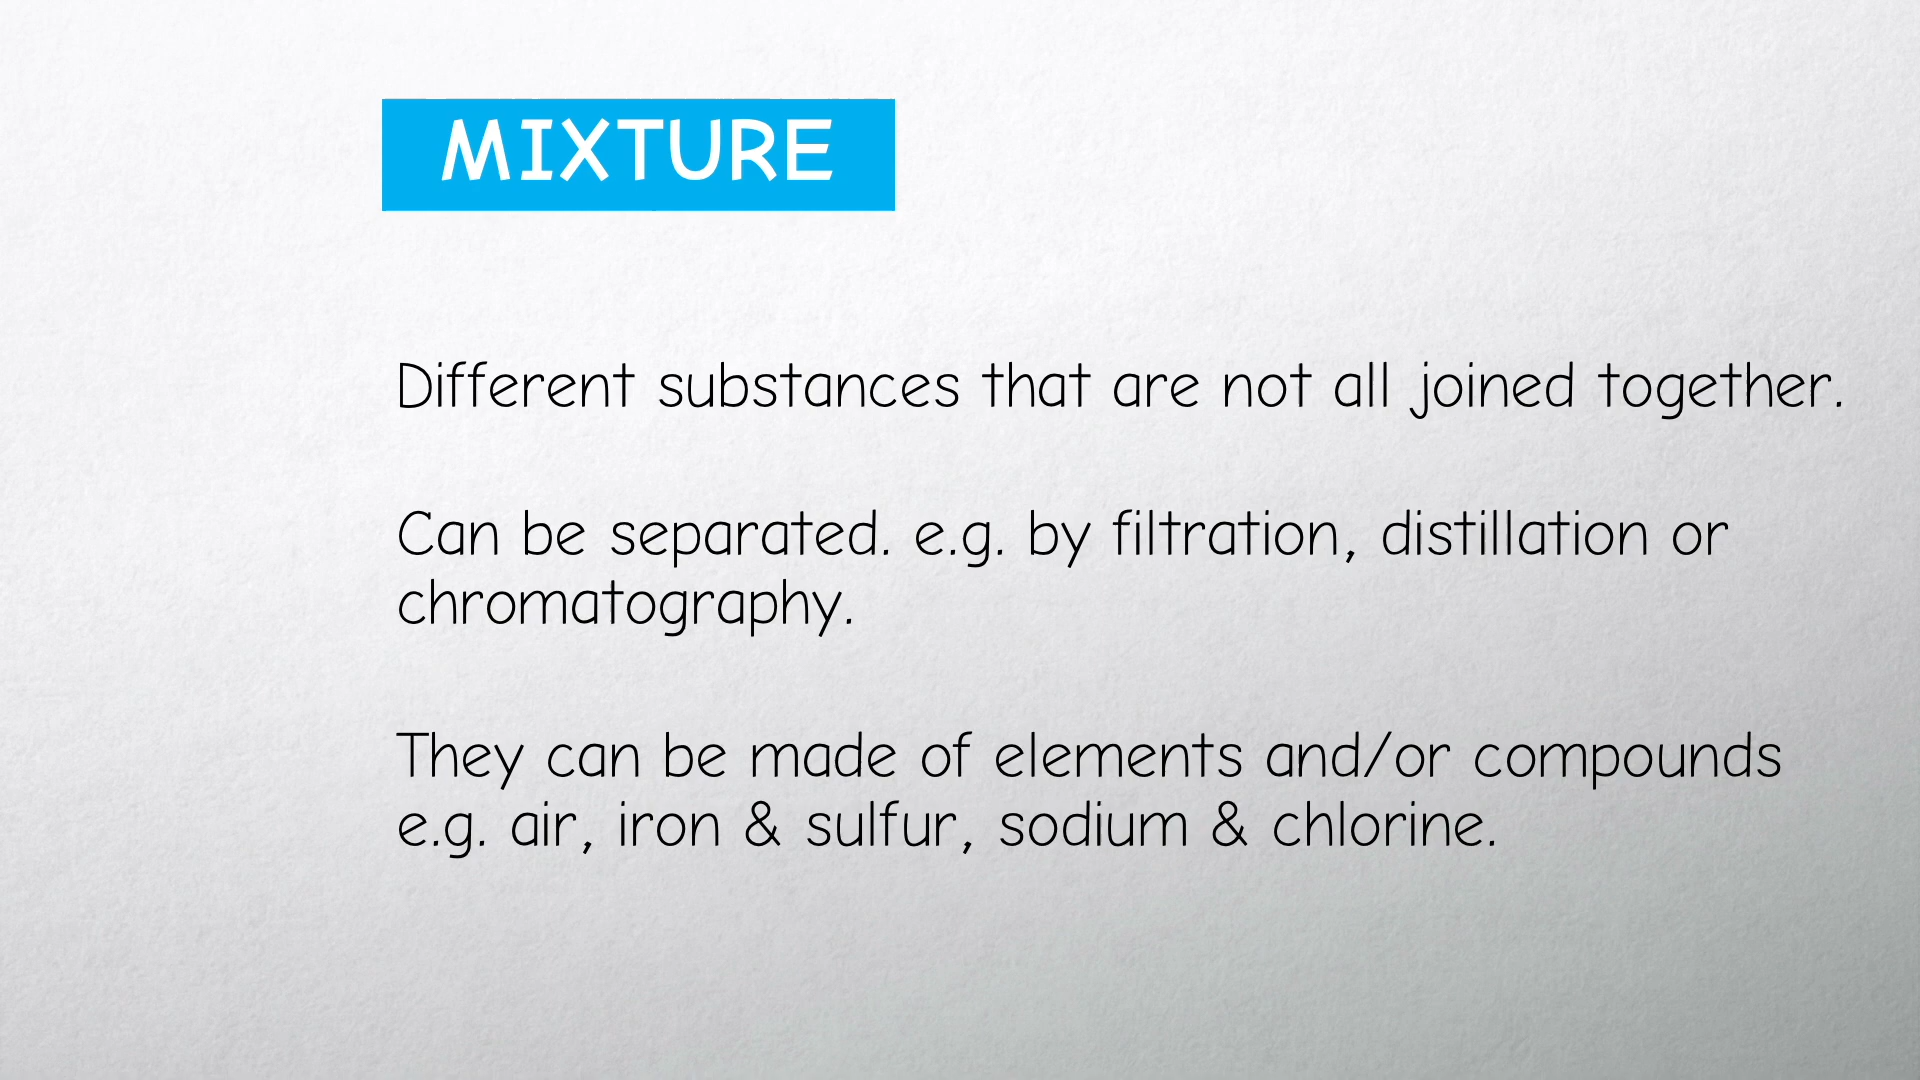 MIXTURE
Different substances that are not all joined together.
Can be separated. e.g. by filtration, distillation or
chromatography.
They can be made of elements and/or compounds
e.g. air, iron & sulfur, sodium & chlorine.